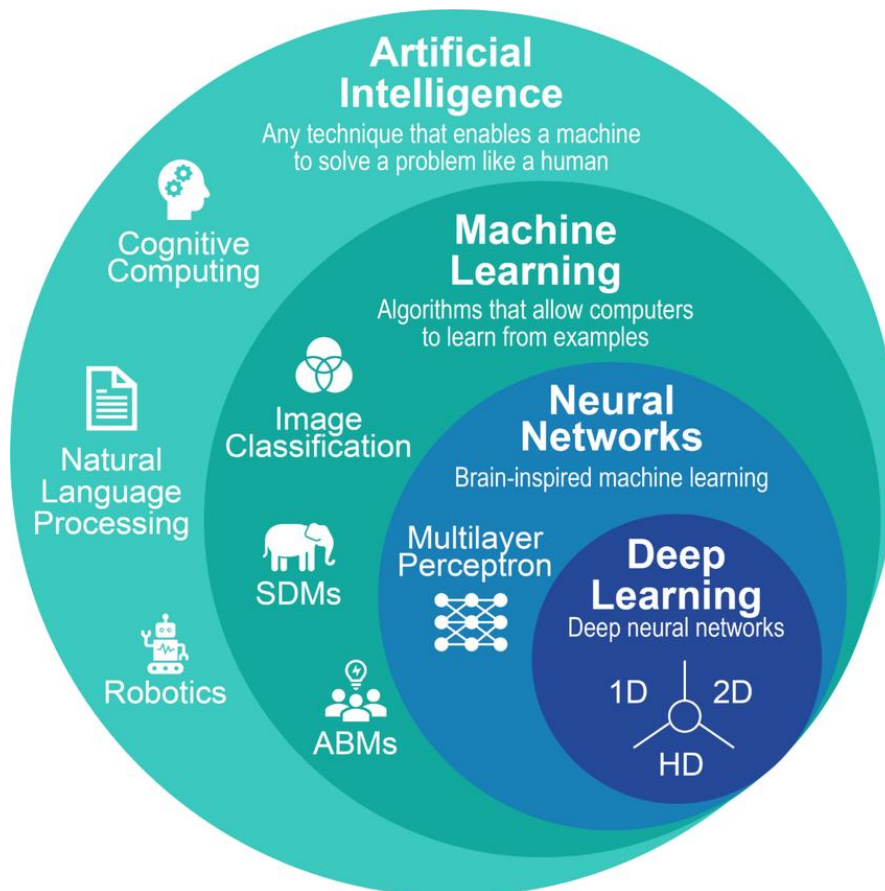 Artificial
Intelligence
Any technique that enables a machine
to solve a problem like a human
Cognitive
Computing
Natural
Language
Processing
Robotics
Machine
Learning
Algorithms that allow computers
to learn from examples
Image
Classification
SDMs
ABMs
Neural
Networks
Brain-inspired machine learning
Multilayer
Perceptron
Deep
Learning
Deep neural networks
1D
2D
HD